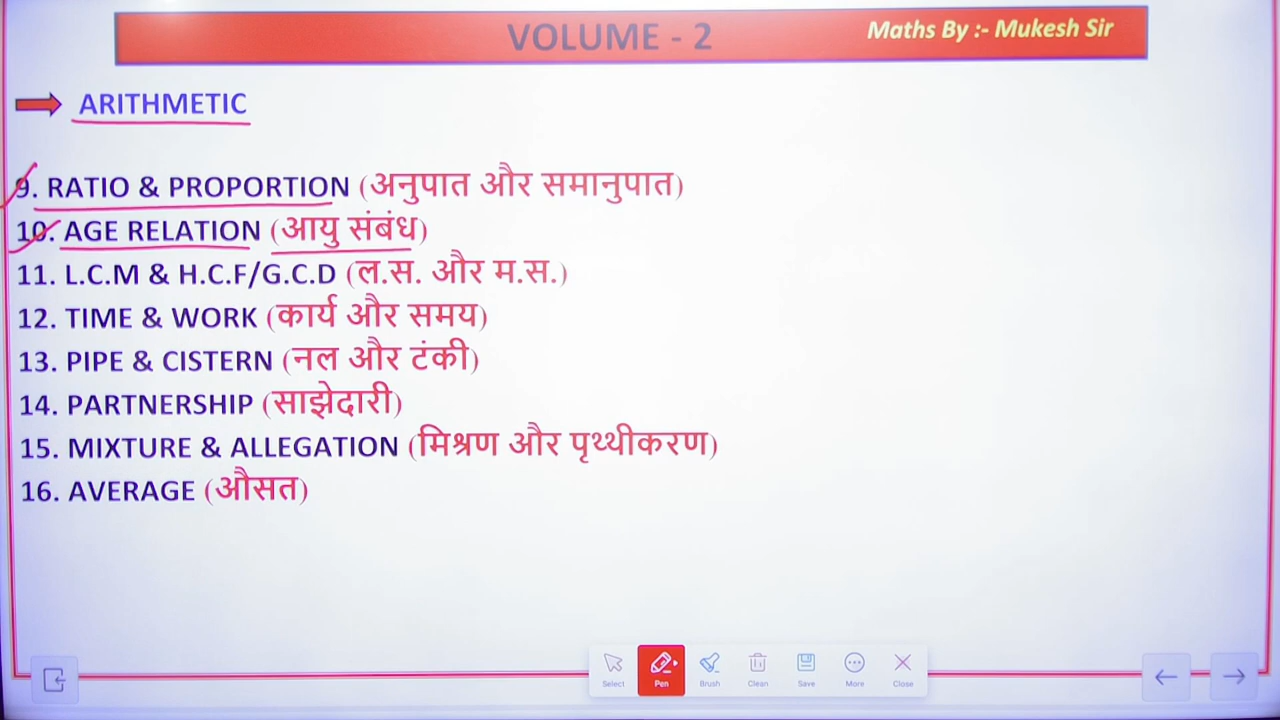 VOLUME - 2
Maths By :- Mukesh Sir
ARITHMETIC
9. RATIO & PROPORTION (अनुपात और समानुपात)
10. AGE RELATION (आयु संबंध)
11. L.C.M & H.C.F/G.C.D (ल.स. और म.स.)
12. TIME & WORK (कार्य और समय)
13. PIPE & CISTERN (नल और टंकी)
14. PARTNERSHIP (साझेदारी)
15. MIXTURE & ALLEGATION (मिश्रण और पृथ्थीकरण)
16. AVERAGE (औसत)
Select Pen Brush Clean Save More Close